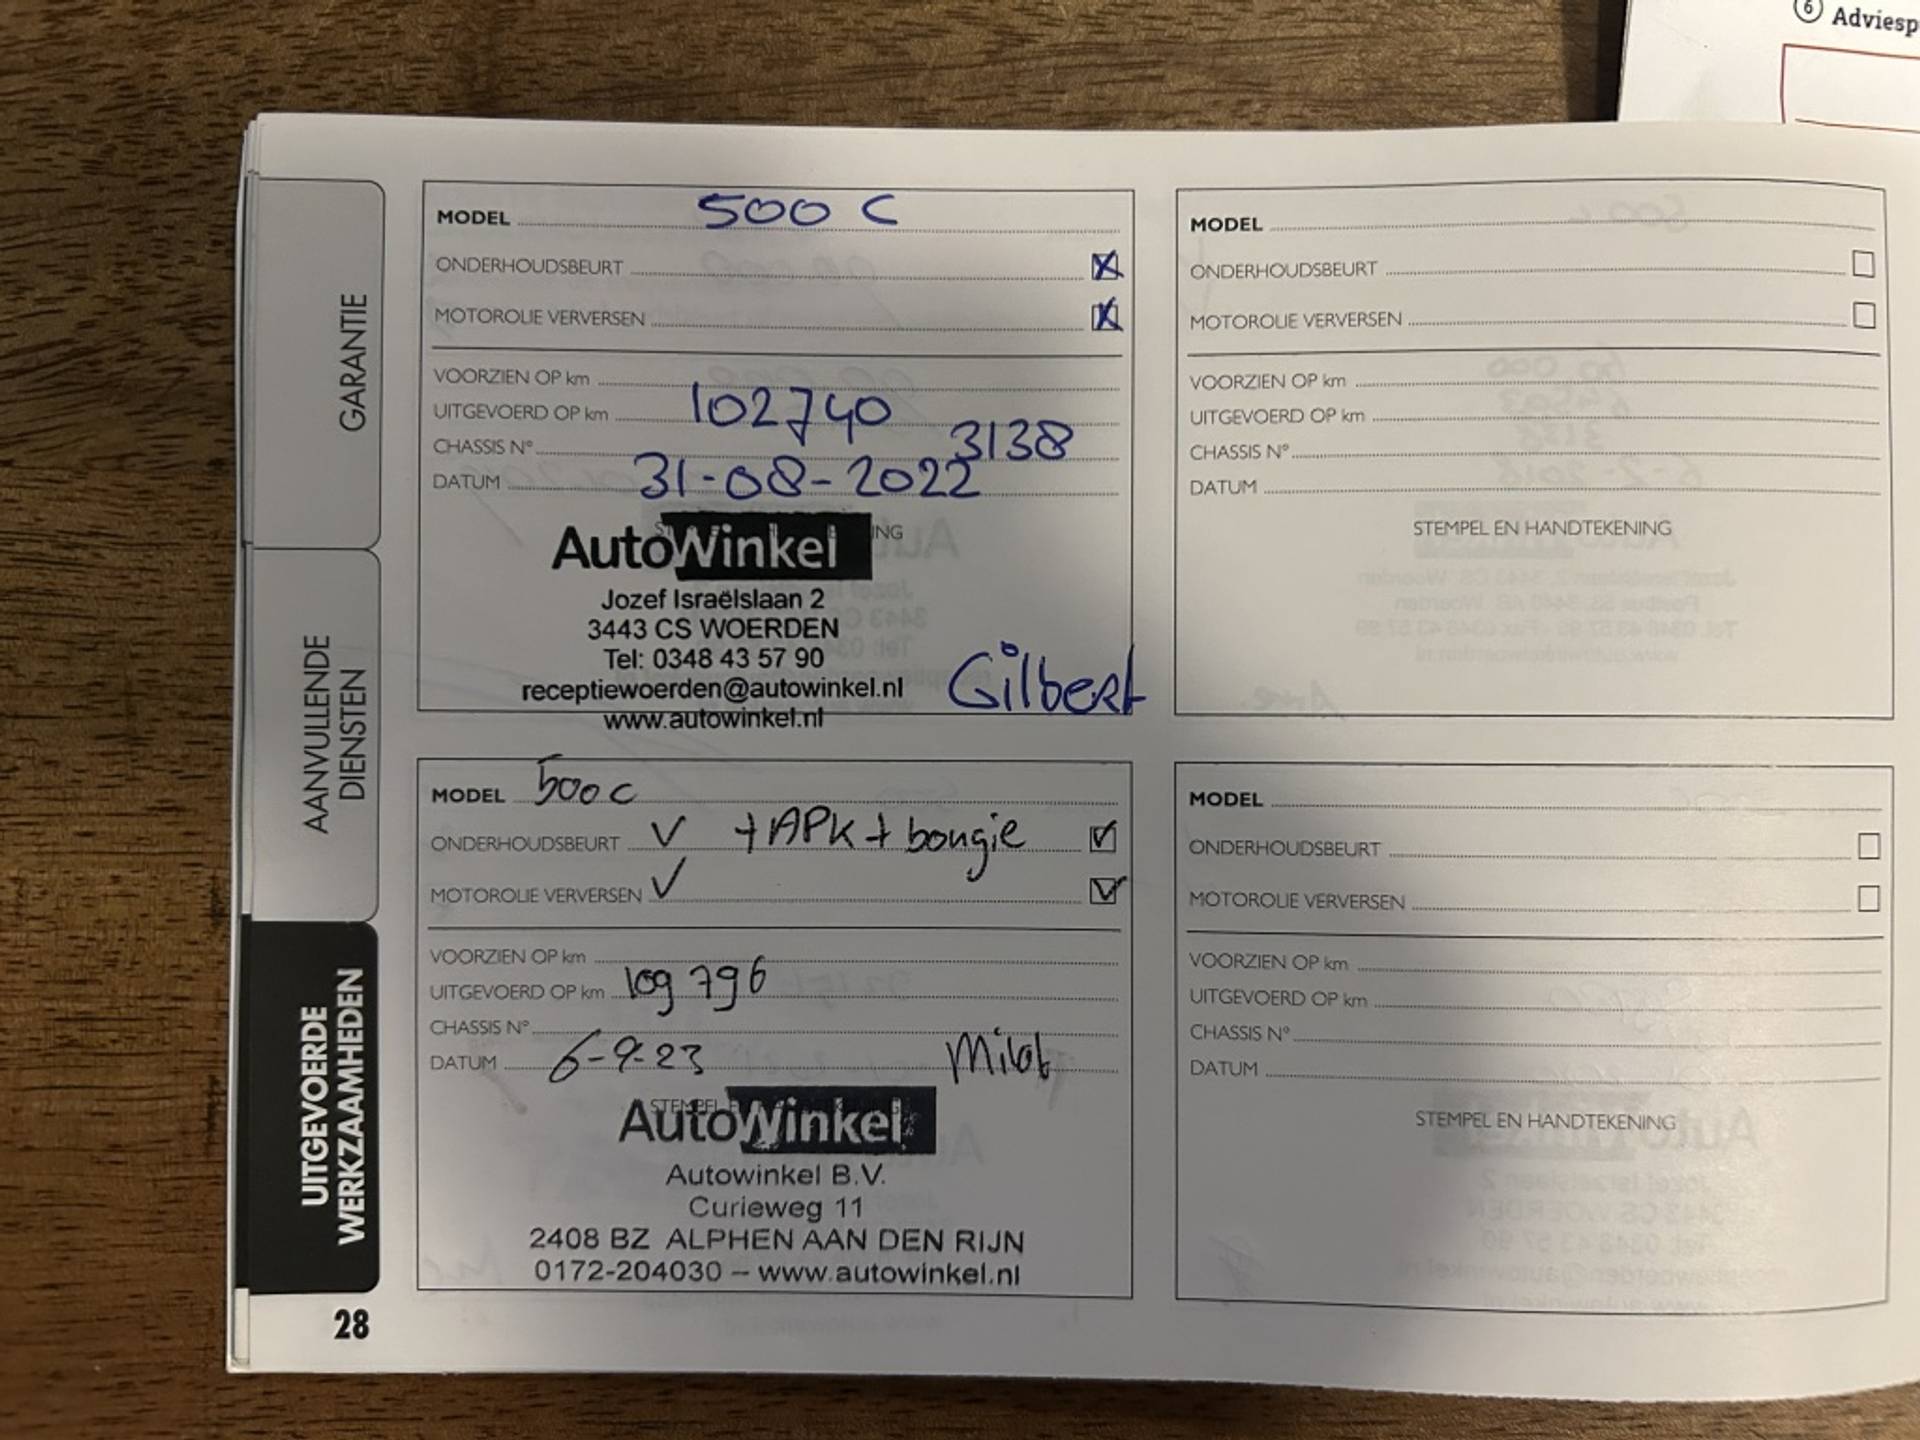 6 Adviesp
GARANTIE
AANVULLENDE
DIENSTEN
UITGEVOERDE
WERKZAAMHEDEN
28
MODEL 500 C
ONDERHOUDSBEURT
MOTOROLIE VERVERSEN
VOORZIEN OP km
UITGEVOERD OP km 102740
CHASSIS Nº 3138
DATUM 31-08-2022
AutoWinkel
Jozef Israëlslaan 2
3443 CS WOERDEN
Tel: 0348 43 57 90
receptiewoerden@autowinkel.nl
www.autowinkel.nl
Gilbert
MODEL
ONDERHOUDSBEURT
MOTOROLIE VERVERSEN
VOORZIEN OP km
UITGEVOERD OP km
CHASSIS Nº
DATUM
STEMPEL EN HANDTEKENING
MODEL 500 C
ONDERHOUDSBEURT V + APK + bougie
MOTOROLIE VERVERSEN V
VOORZIEN OP km
UITGEVOERD OP km 109796
CHASSIS Nº
DATUM 6-9-23
AutoWinkel
Autowinkel B.V.
Curieweg 11
2408 BZ ALPHEN AAN DEN RIJN
0172-204030 – www.autowinkel.nl
MODEL
ONDERHOUDSBEURT
MOTOROLIE VERVERSEN
VOORZIEN OP km
UITGEVOERD OP km
CHASSIS Nº
DATUM
STEMPEL EN HANDTEKENING